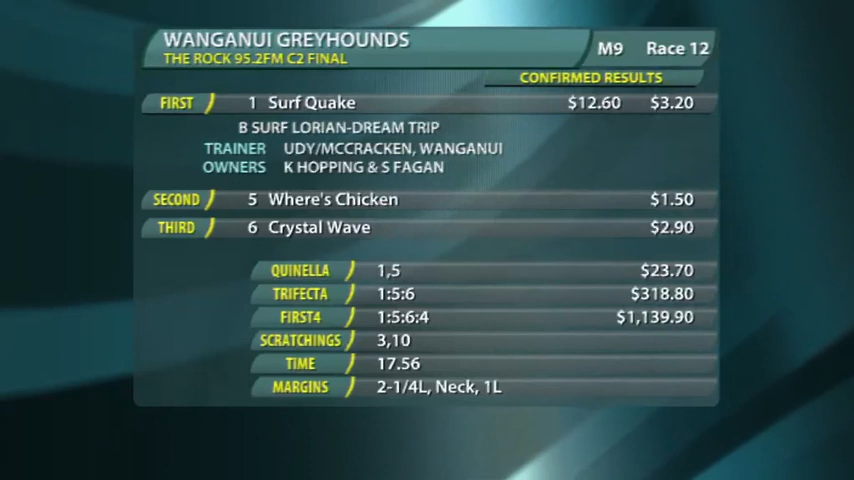 WANGANUI GREYHOUNDS M9 Race 12
THE ROCK 95.2FM C2 FINAL
CONFIRMED RESULTS
FIRST 1 Surf Quake $12.60 $3.20
B SURF LORIAN-DREAM TRIP
TRAINER UDY/MCCRACKEN, WANGANUI
OWNERS K HOPPING & S FAGAN
SECOND 5 Where's Chicken $1.50
THIRD 6 Crystal Wave $2.90
QUINELLA 1,5 $23.70
TRIFECTA 1:5:6 $318.80
FIRST4 1:5:6:4 $1,139.90
SCRATCHINGS 3,10
TIME 17.56
MARGINS 2-1/4L, Neck, 1L